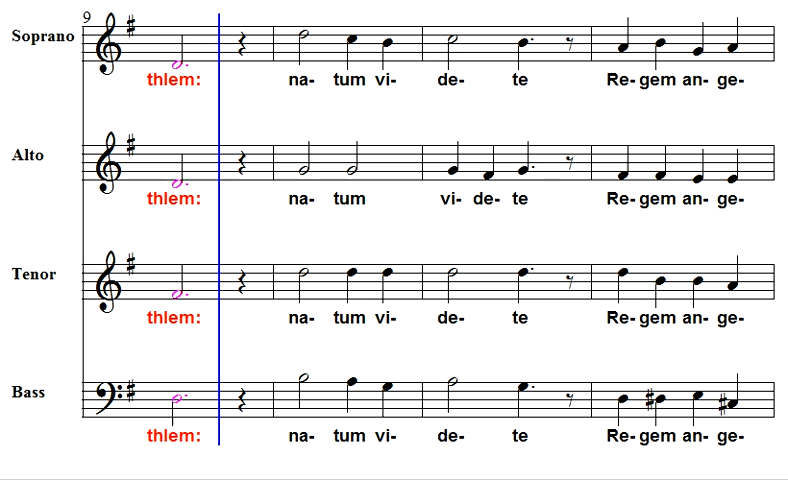 9
Soprano
thlem: na- tum vi- de- te Re- gem an- ge-
Alto
thlem: na- tum vi- de- te Re- gem an- ge-
Tenor
thlem: na- tum vi- de- te Re- gem an- ge-
Bass
thlem: na- tum vi- de- te Re- gem an- ge-